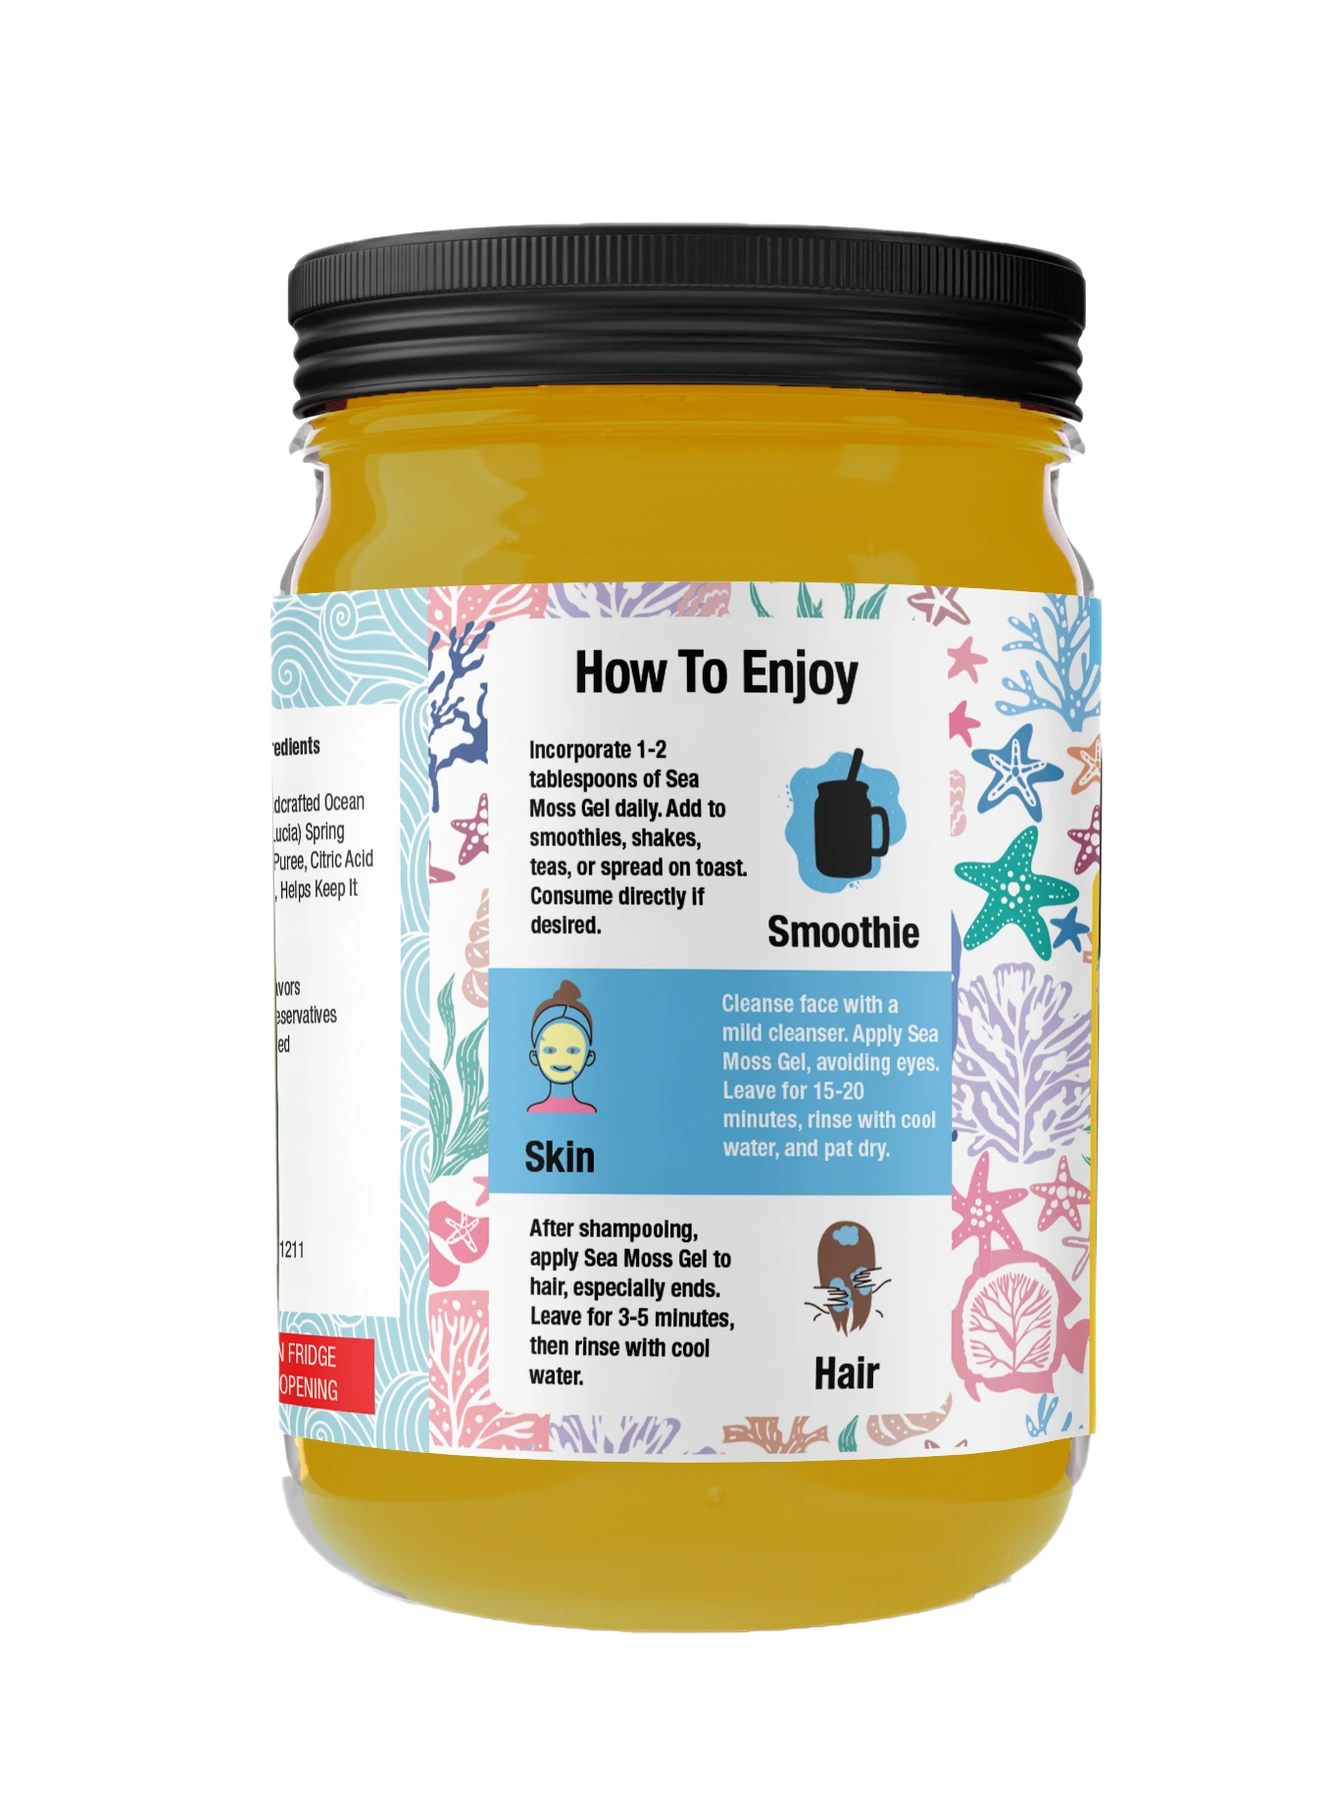 redients
dcrafted Ocean
Lucia) Spring
Puree, Citric Acid
, Helps Keep It
avors
eservatives
ed
1211
N FRIDGE
OPENING
How To Enjoy
Incorporate 1-2
tablespoons of Sea
Moss Gel daily. Add to
smoothies, shakes,
teas, or spread on toast.
Consume directly if
desired.
Smoothie
Cleanse face with a
mild cleanser. Apply Sea
Moss Gel, avoiding eyes.
Leave for 15-20
minutes, rinse with cool
water, and pat dry.
Skin
After shampooing,
apply Sea Moss Gel to
hair, especially ends.
Leave for 3-5 minutes,
then rinse with cool
water.
Hair